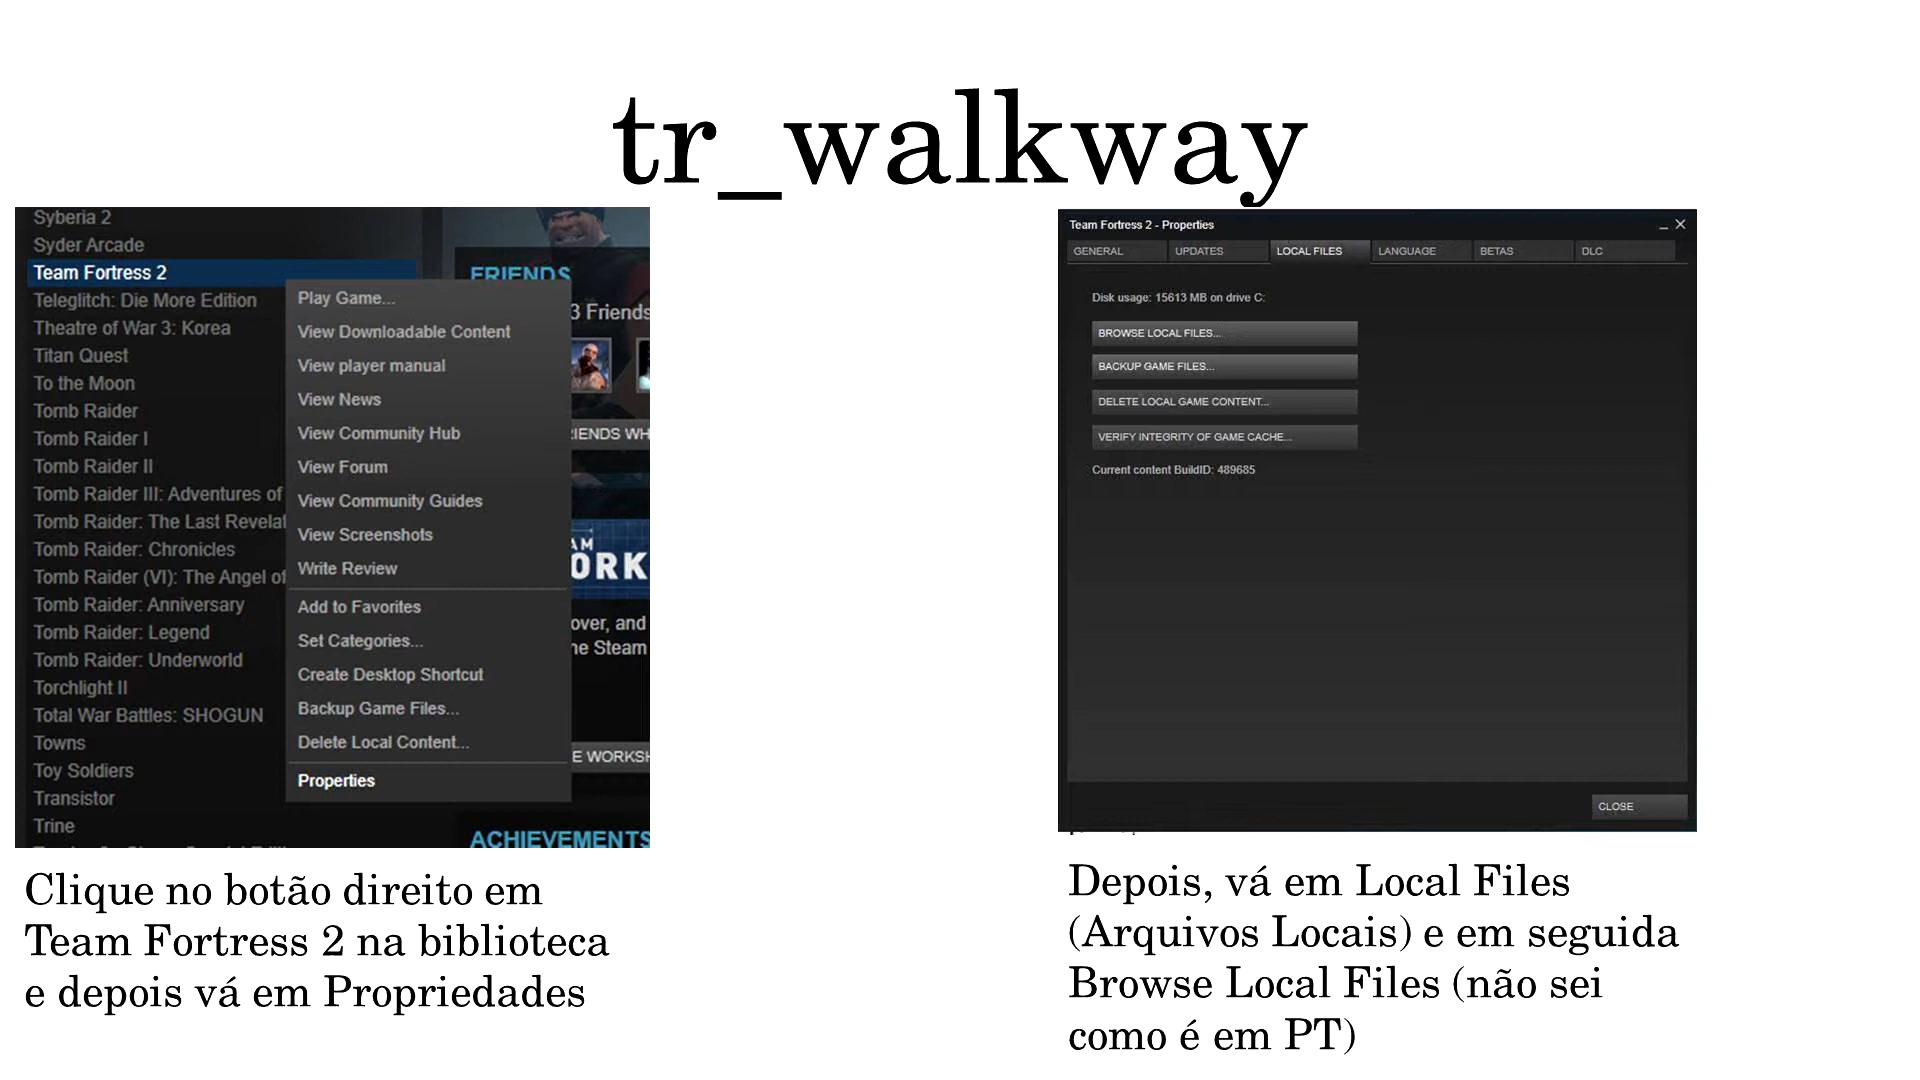 tr_walkway
Syberia 2
Syder Arcade
Team Fortress 2
Teleglitch: Die More Edition
Theatre of War 3: Korea
Titan Quest
To the Moon
Tomb Raider
Tomb Raider I
Tomb Raider II
Tomb Raider III: Adventures of
Tomb Raider: The Last Revelat
Tomb Raider: Chronicles
Tomb Raider (VI): The Angel of
Tomb Raider: Anniversary
Tomb Raider: Legend
Tomb Raider: Underworld
Torchlight II
Total War Battles: SHOGUN
Towns
Toy Soldiers
Transistor
Trine
Play Game...
View Downloadable Content
View player manual
View News
View Community Hub
View Forum
View Community Guides
View Screenshots
Write Review
Add to Favorites
Set Categories...
Create Desktop Shortcut
Backup Game Files...
Delete Local Content...
Properties
FRIENDS
3 Friends
IENDS WH
AM
ORK
over, and
he Steam
E WORKSH
ACHIEVEMENTS
Clique no botão direito em
Team Fortress 2 na biblioteca
e depois vá em Propriedades
Team Fortress 2 - Properties
GENERAL UPDATES LOCAL FILES LANGUAGE BETAS DLC
Disk usage: 15613 MB on drive C:
BROWSE LOCAL FILES...
BACKUP GAME FILES...
DELETE LOCAL GAME CONTENT...
VERIFY INTEGRITY OF GAME CACHE...
Current content BuildID: 489685
CLOSE
Depois, vá em Local Files
(Arquivos Locais) e em seguida
Browse Local Files (não sei
como é em PT)